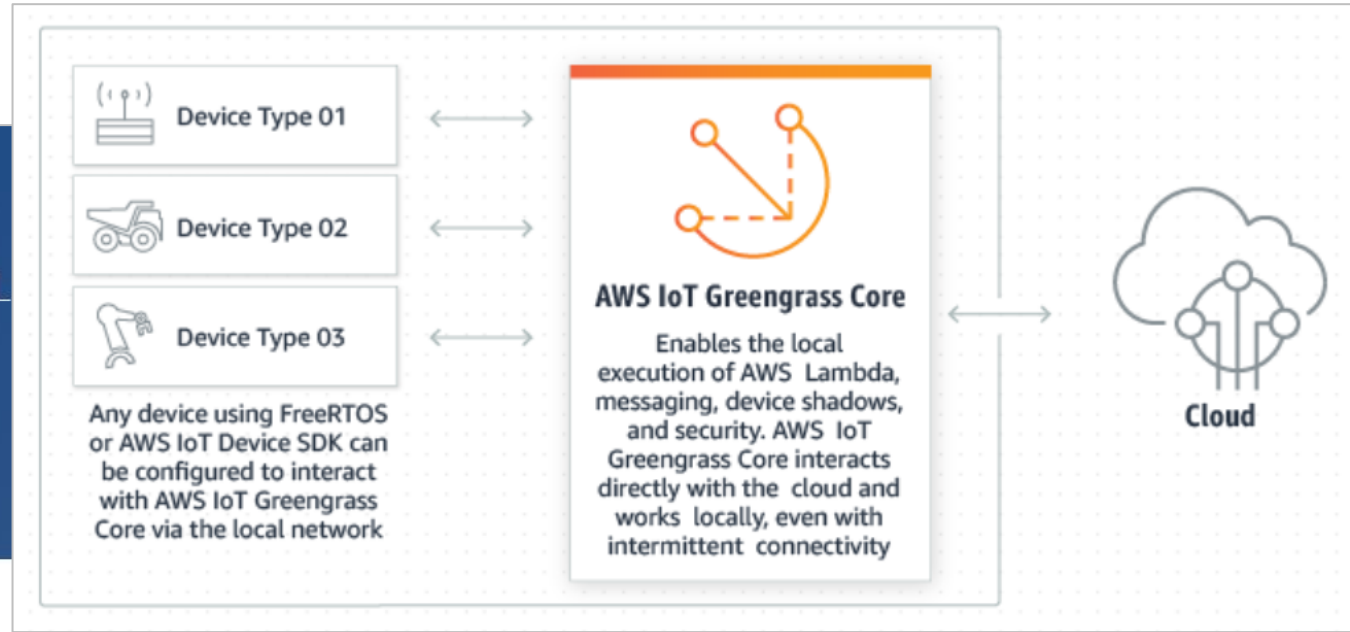 Device Type 01
Device Type 02
Device Type 03
Any device using FreeRTOS
or AWS IoT Device SDK can
be configured to interact
with AWS IoT Greengrass
Core via the local network
AWS IoT Greengrass Core
Enables the local
execution of AWS Lambda,
messaging, device shadows,
and security. AWS IoT
Greengrass Core interacts
directly with the cloud and
works locally, even with
intermittent connectivity
Cloud